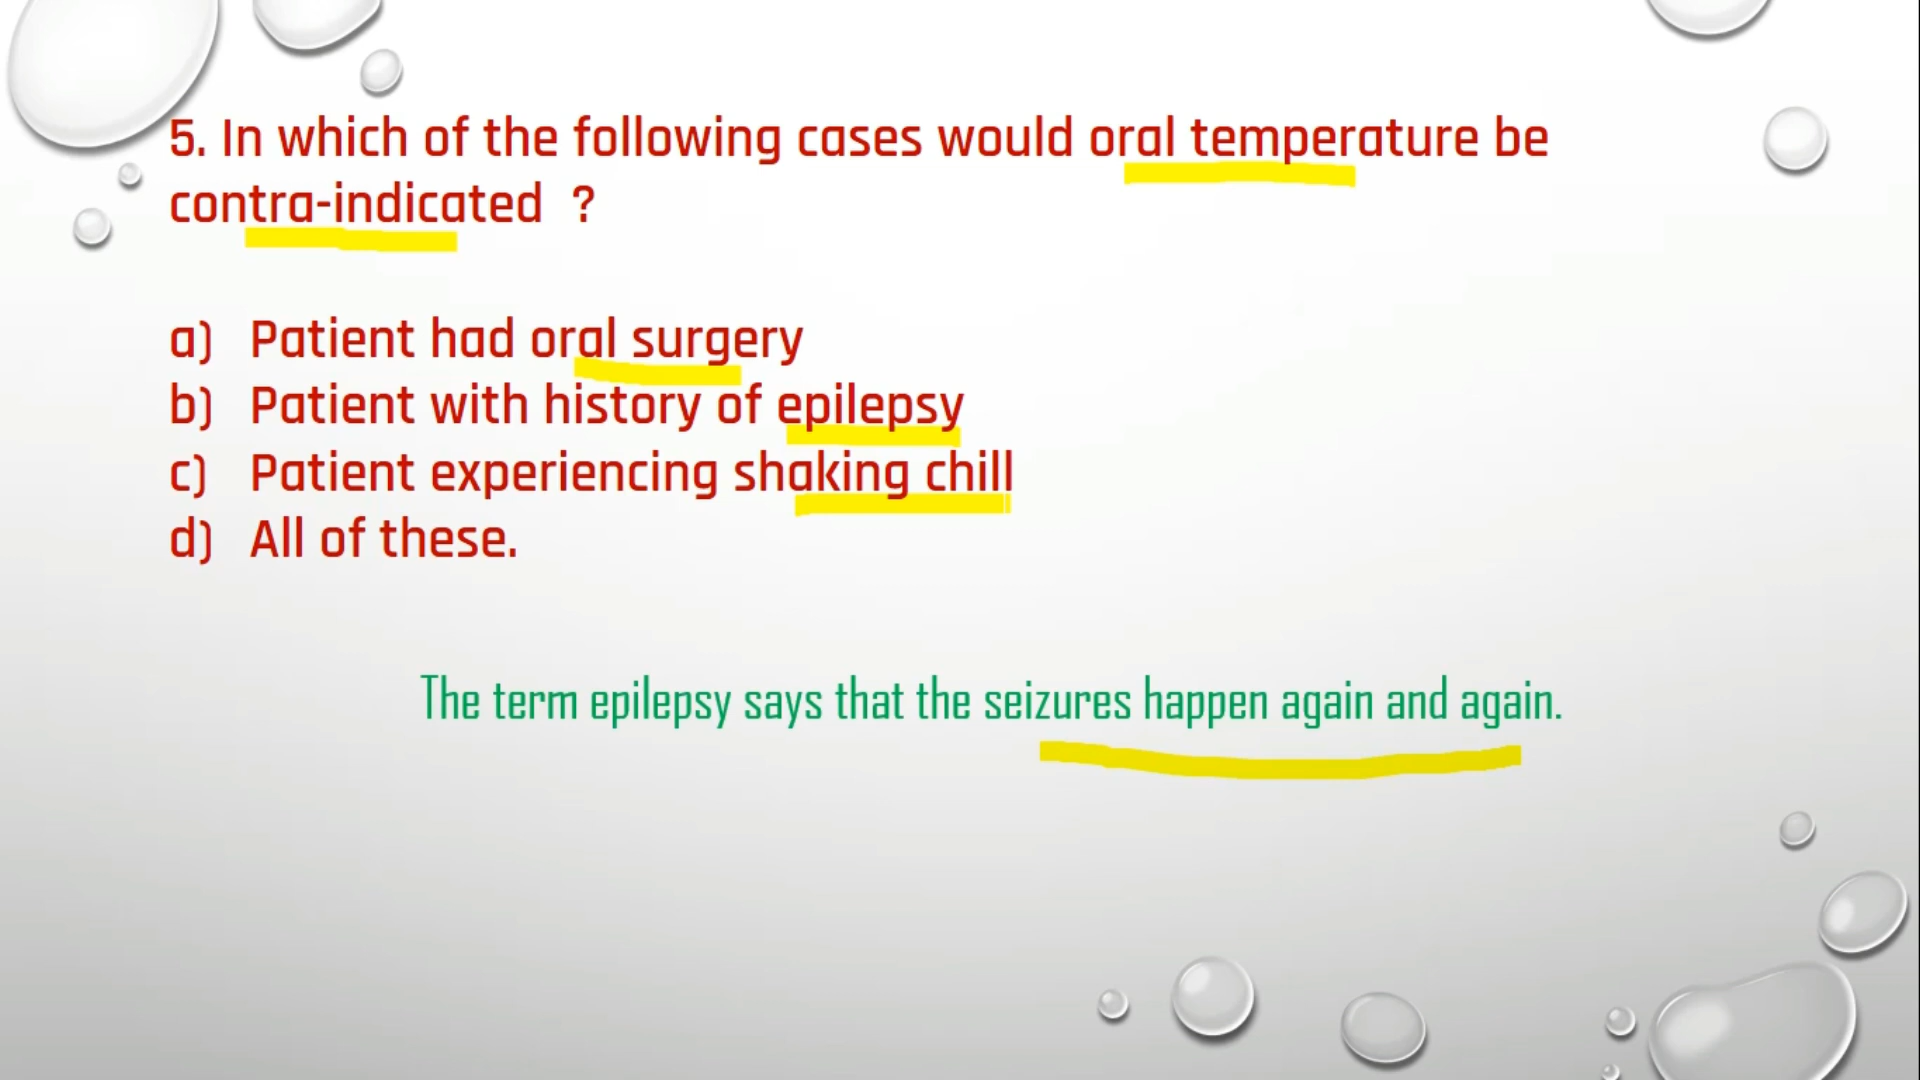 5. In which of the following cases would oral temperature be
contra-indicated ?
a) Patient had oral surgery
b) Patient with history of epilepsy
c) Patient experiencing shaking chill
d) All of these.
The term epilepsy says that the seizures happen again and again.